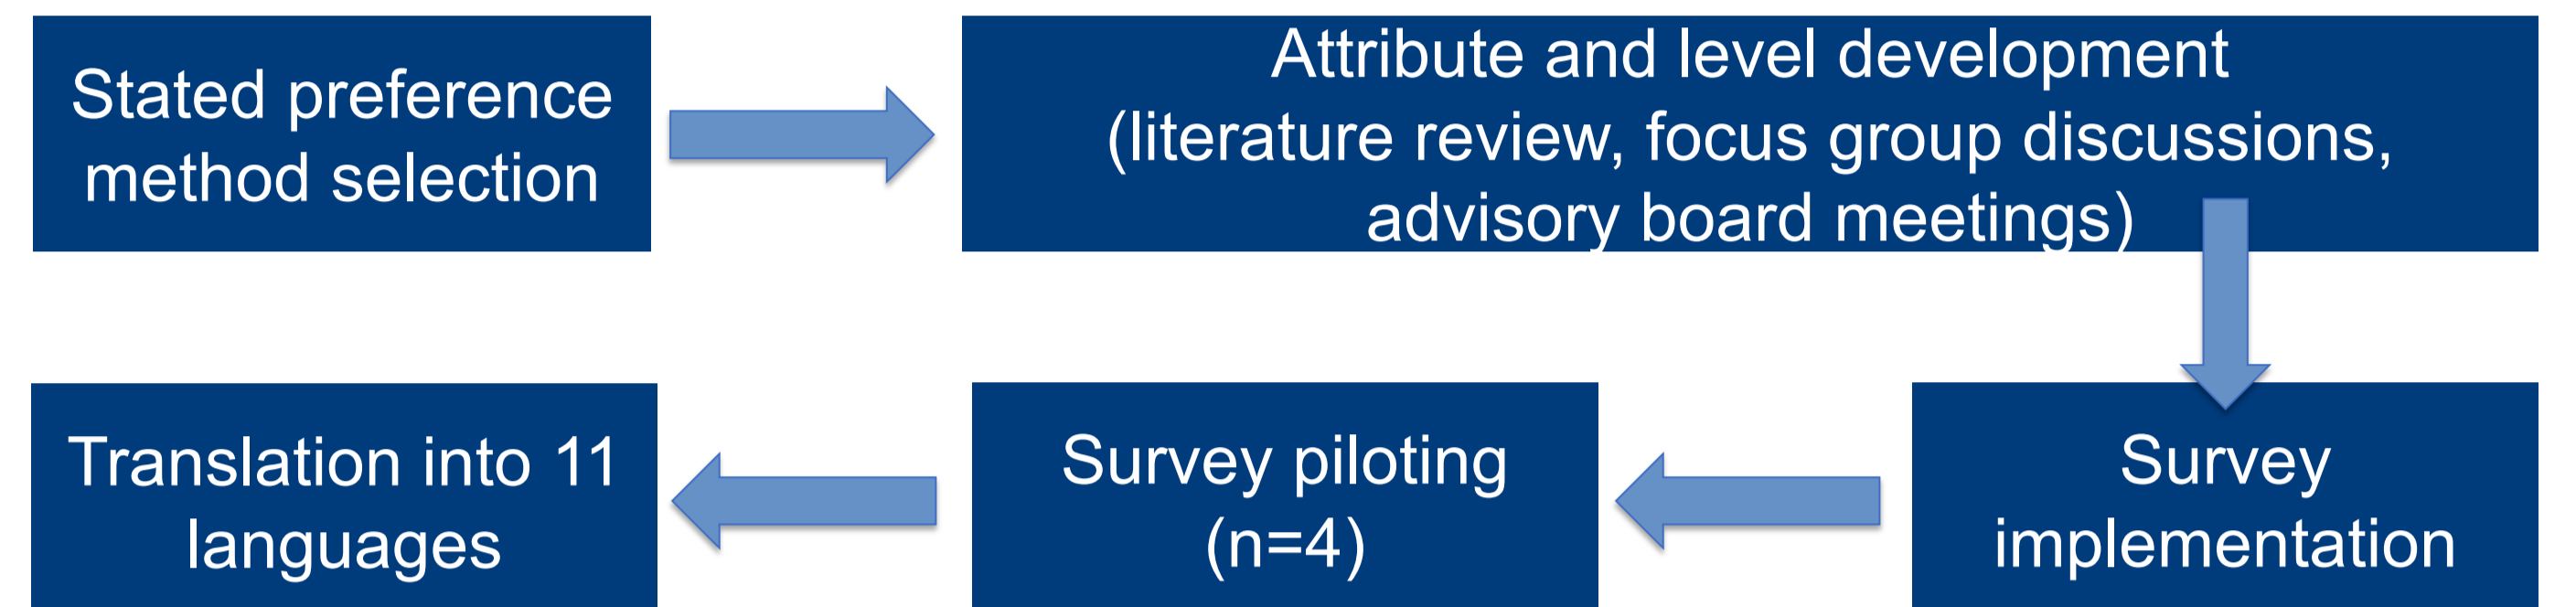 Stated preference
method selection
Attribute and level development
(literature review, focus group discussions,
advisory board meetings)
Survey
implementation
Survey piloting
(n=4)
Translation into 11
languages